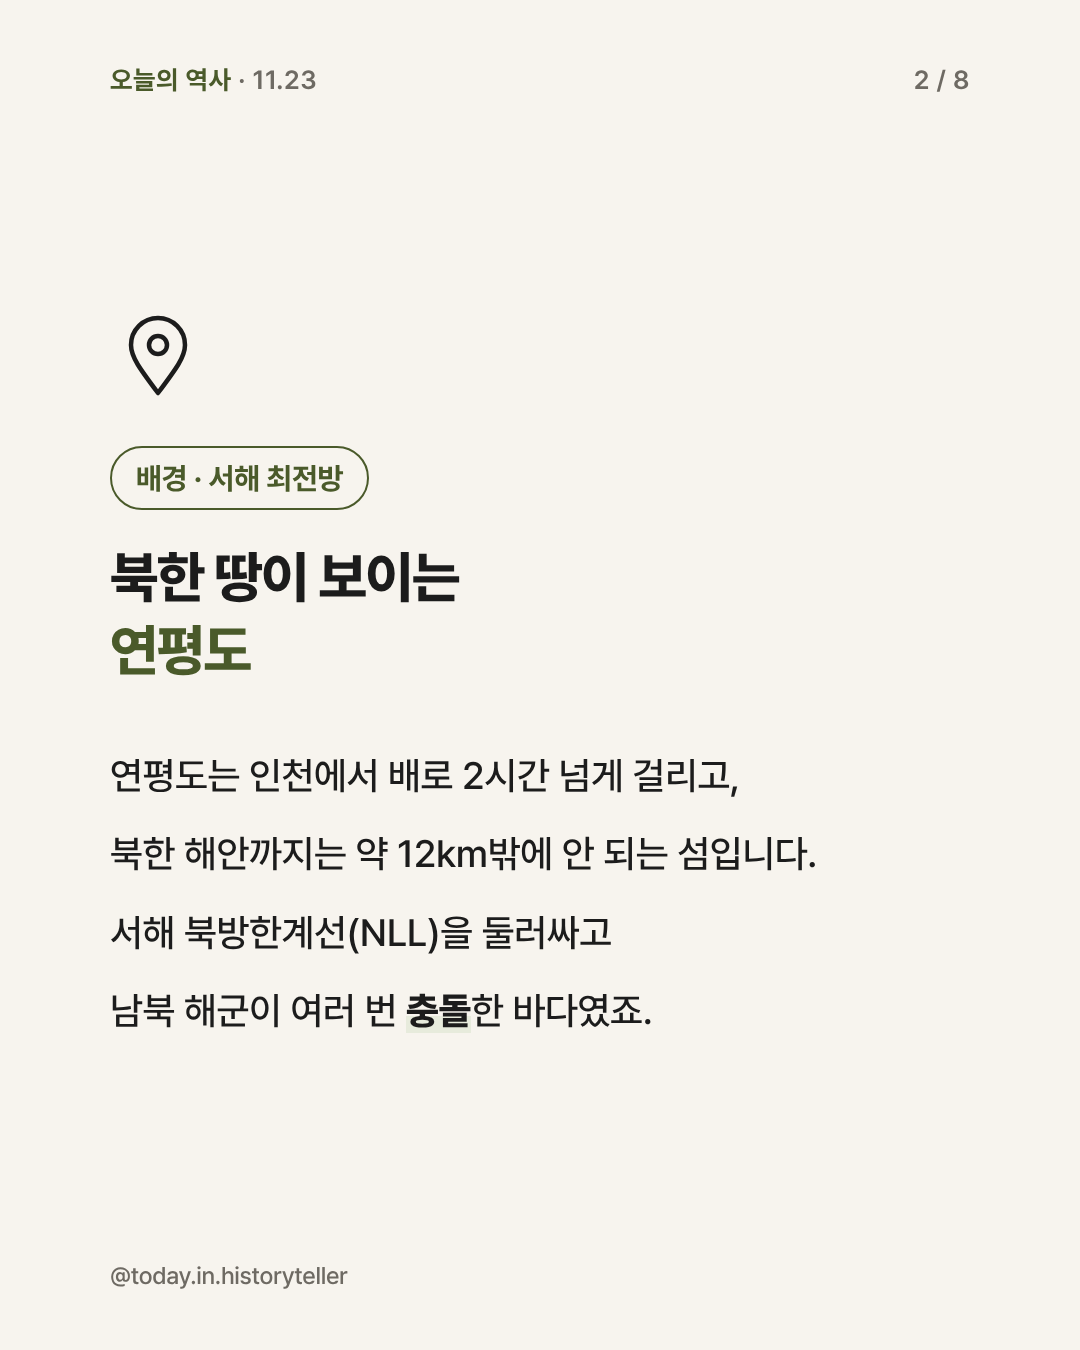 오늘의 역사 · 11.23
2 / 8
배경 · 서해 최전방
북한 땅이 보이는
연평도
연평도는 인천에서 배로 2시간 넘게 걸리고,
북한 해안까지는 약 12km밖에 안 되는 섬입니다.
서해 북방한계선(NLL)을 둘러싸고
남북 해군이 여러 번 충돌한 바다였죠.
@today.in.historyteller